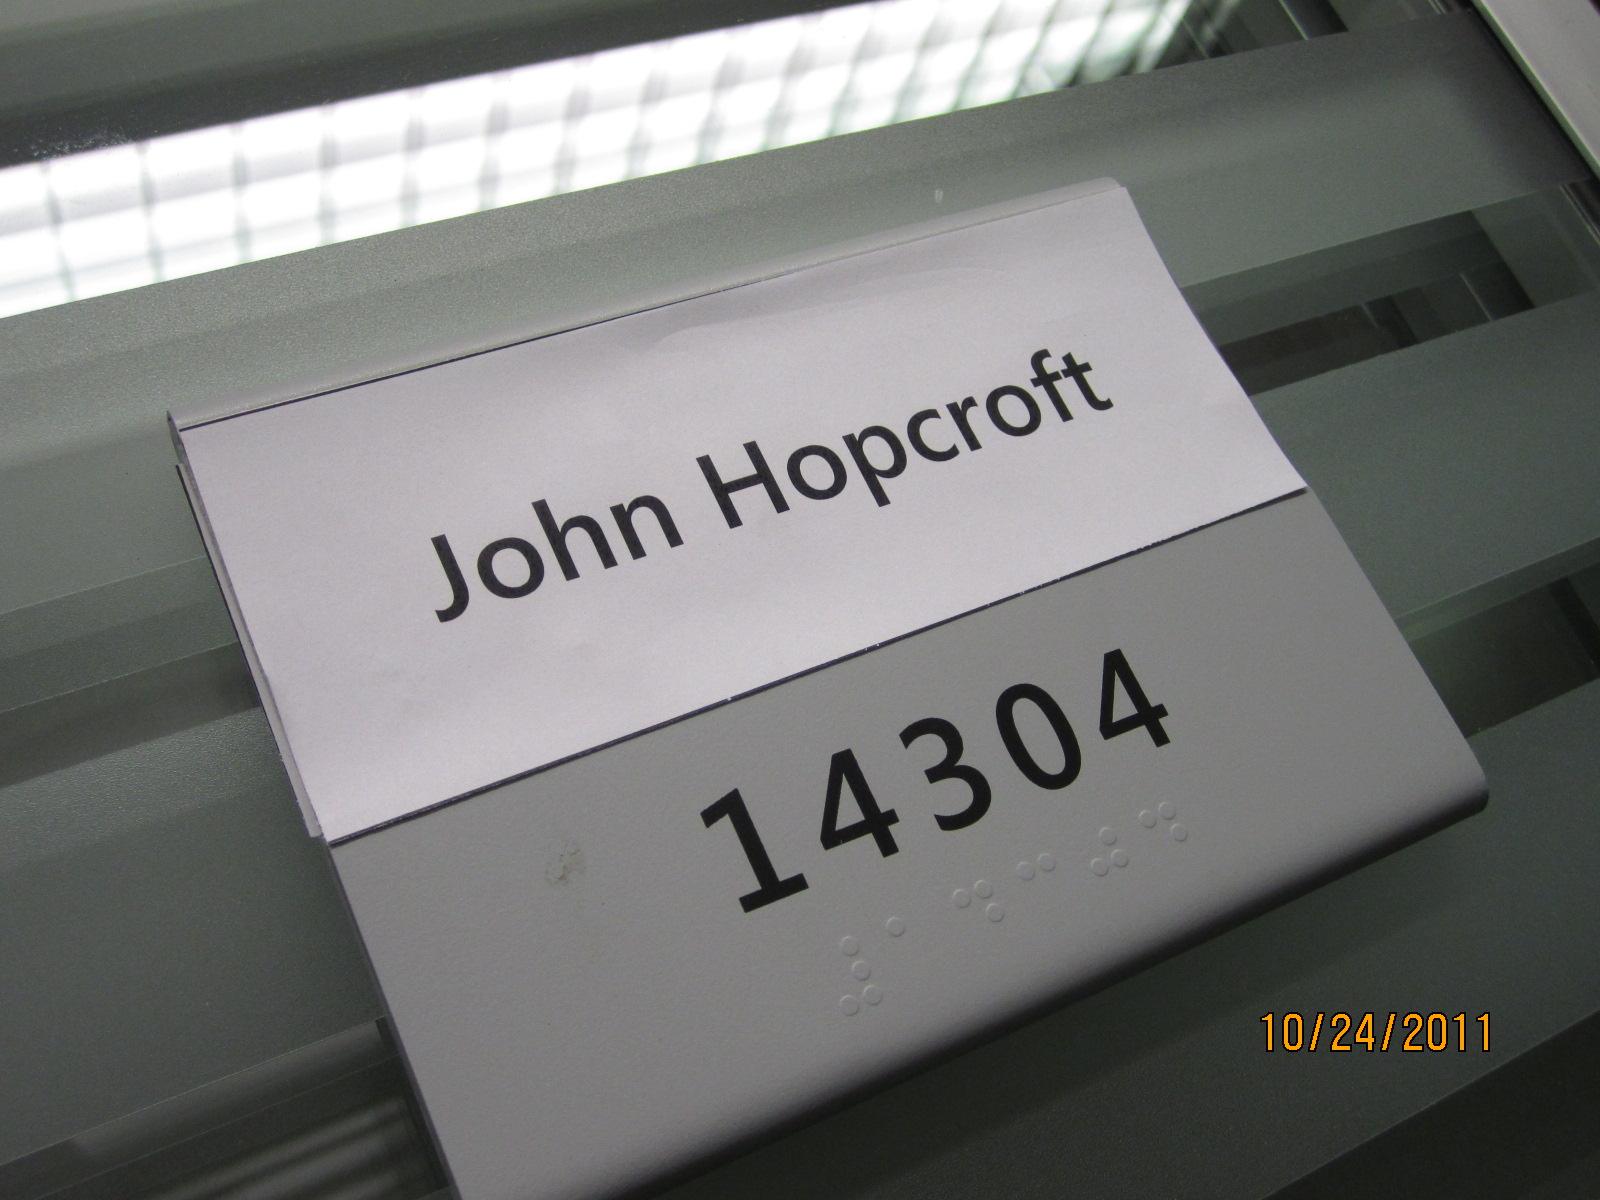 John Hopcroft
14304
⠼⠁⠙⠉⠚⠙
10/24/2011